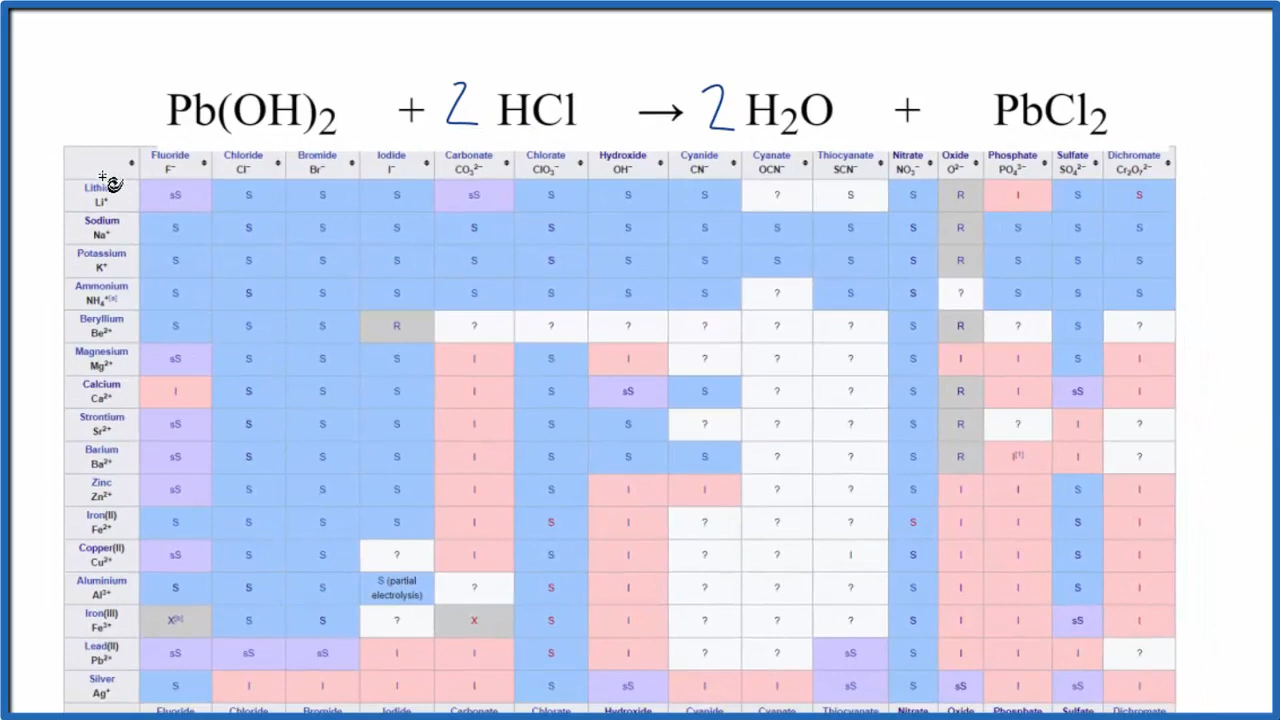 Pb(OH)₂ + 2 HCl → 2 H₂O + PbCl₂
Fluoride F⁻ Chloride Cl⁻ Bromide Br⁻ Iodide I⁻ Carbonate CO₃²⁻ Chlorate ClO₃⁻ Hydroxide OH⁻ Cyanide CN⁻ Cyanate OCN⁻ Thiocyanate SCN⁻ Nitrate NO₃⁻ Oxide O²⁻ Phosphate PO₄³⁻ Sulfate SO₄²⁻ Dichromate Cr₂O₇²⁻
Li⁺ sS S S S sS S S S ? S S R I S S
Sodium Na⁺ S S S S S S S S S S S R S S S
Potassium K⁺ S S S S S S S S S S S R S S S
Ammonium NH₄⁺[a] S S S S S S S S ? S S ? S S S
Beryllium Be²⁺ S S S R ? ? ? ? ? ? S R ? S ?
Magnesium Mg²⁺ sS S S S I S I ? ? ? S I I S I
Calcium Ca²⁺ I S S S I S sS S ? ? S R I sS I
Strontium Sr²⁺ sS S S S I S S ? ? ? S R ? I ?
Barium Ba²⁺ sS S S S I S S S ? ? S R I[1] I ?
Zinc Zn²⁺ sS S S S I S I I ? ? S I I S I
Iron(II) Fe²⁺ S S S S I S I ? ? ? S I I S I
Copper(II) Cu²⁺ sS S S ? I S I ? ? I S I I S I
Aluminium Al³⁺ S S S S (partial electrolysis) ? S I ? ? ? S I I S I
Iron(III) Fe³⁺ X[b] S S ? X S I ? ? ? S I I sS I
Lead(II) Pb²⁺ sS sS sS I I S I ? ? sS S I I I ?
Silver Ag⁺ S I I I I S sS I I sS S sS I sS I
Fluoride Chloride Bromide Iodide Carbonate Chlorate Hydroxide Cyanide Cyanate Thiocyanate Nitrate Oxide Phosphate Sulfate Dichromate